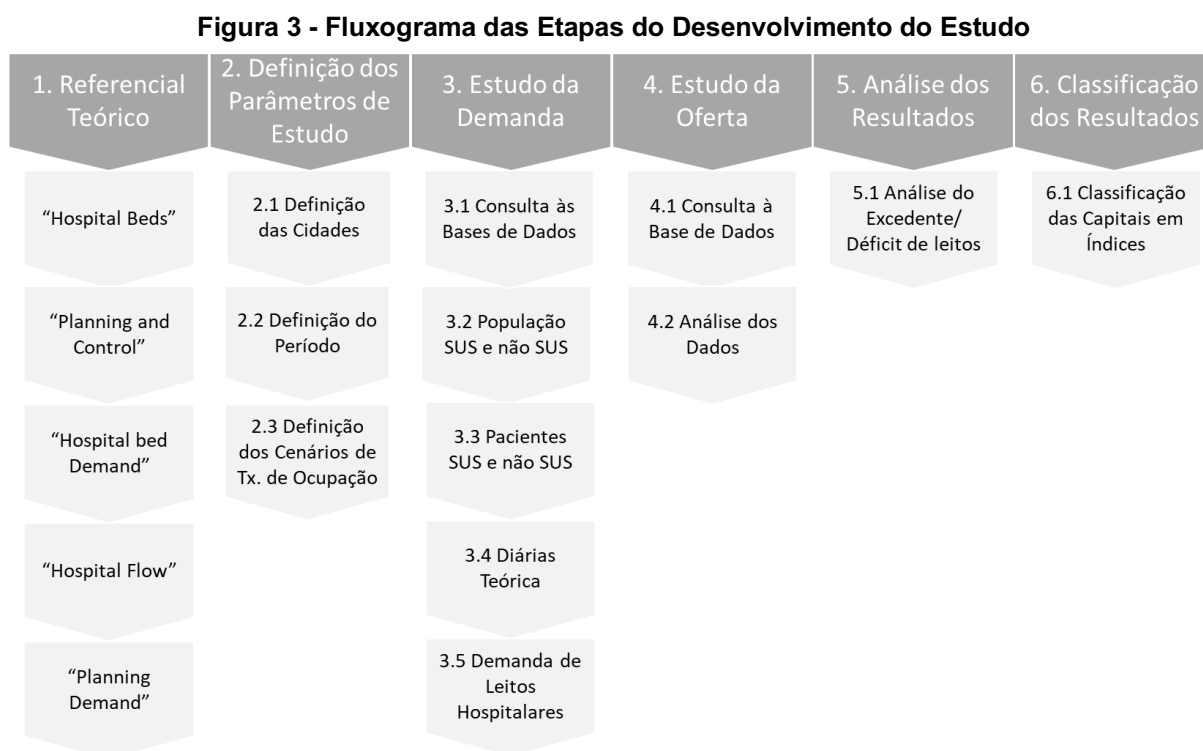 Figura 3 - Fluxograma das Etapas do Desenvolvimento do Estudo
1. Referencial
Teórico
2. Definição dos
Parâmetros de
Estudo
3. Estudo da
Demanda
4. Estudo da
Oferta
5. Análise dos
Resultados
6. Classificação
dos Resultados
“Hospital Beds”
“Planning and
Control”
“Hospital bed
Demand”
“Hospital Flow”
“Planning
Demand”
2.1 Definição
das Cidades
2.2 Definição do
Período
2.3 Definição
dos Cenários de
Tx. de Ocupação
3.1 Consulta às
Bases de Dados
3.2 População
SUS e não SUS
3.3 Pacientes
SUS e não SUS
3.4 Diárias
Teórica
3.5 Demanda de
Leitos
Hospitalares
4.1 Consulta à
Base de Dados
4.2 Análise dos
Dados
5.1 Análise do
Excedente/
Déficit de leitos
6.1 Classificação
das Capitais em
Índices